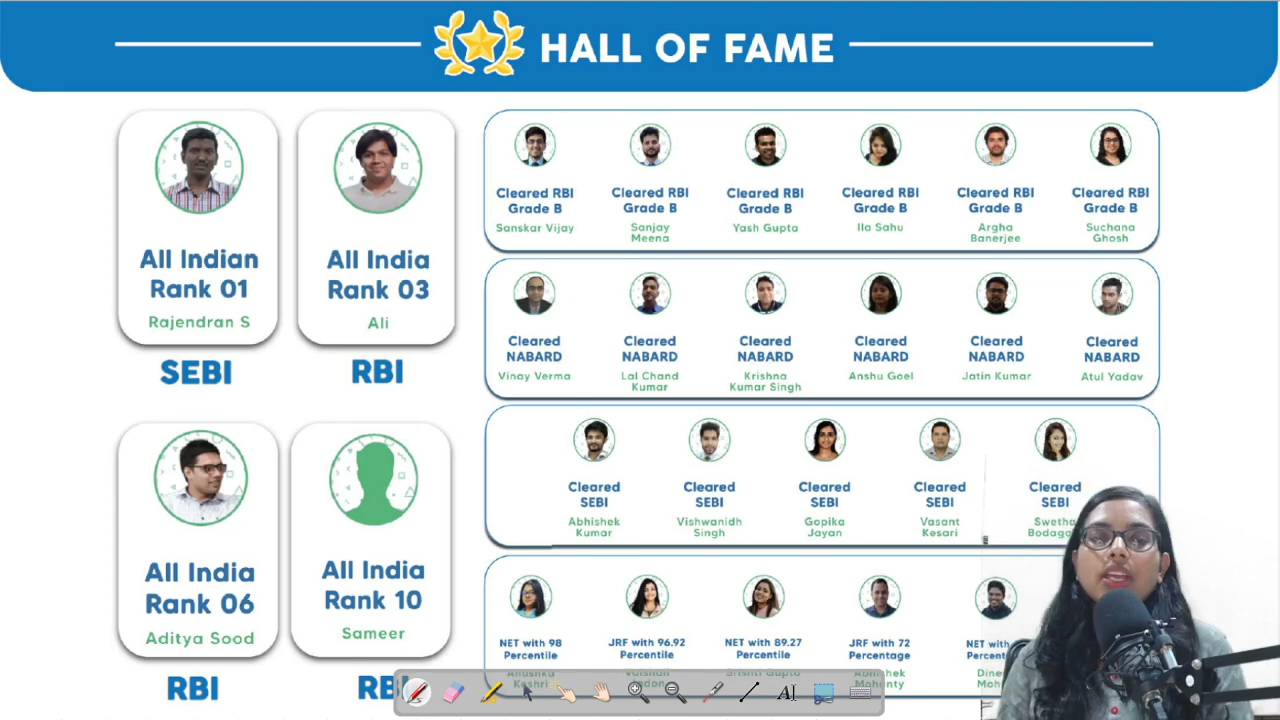 HALL OF FAME
All Indian
Rank 01
Rajendran S
SEBI
All India
Rank 03
Ali
RBI
All India
Rank 06
Aditya Sood
RBI
All India
Rank 10
Sameer
RB
Cleared RBI
Grade B
Sanskar Vijay
Cleared RBI
Grade B
Sanjay
Meena
Cleared RBI
Grade B
Yash Gupta
Cleared RBI
Grade B
Ila Sahu
Cleared RBI
Grade B
Argha
Banerjee
Cleared RBI
Grade B
Suchana
Ghosh
Cleared
NABARD
Vinay Verma
Cleared
NABARD
Lal Chand
Kumar
Cleared
NABARD
Krishna
Kumar Singh
Cleared
NABARD
Anshu Goel
Cleared
NABARD
Jatin Kumar
Cleared
NABARD
Atul Yadav
Cleared
SEBI
Abhishek
Kumar
Cleared
SEBI
Vishwanidh
Singh
Cleared
SEBI
Gopika
Jayan
Cleared
SEBI
Vasant
Kesari
Cleared
SEBI
Swetha
NET with 98
Percentile
JRF with 96.92
Percentile
NET with 89.27
Percentile
JRF with 72
Percentage
NET with
AI